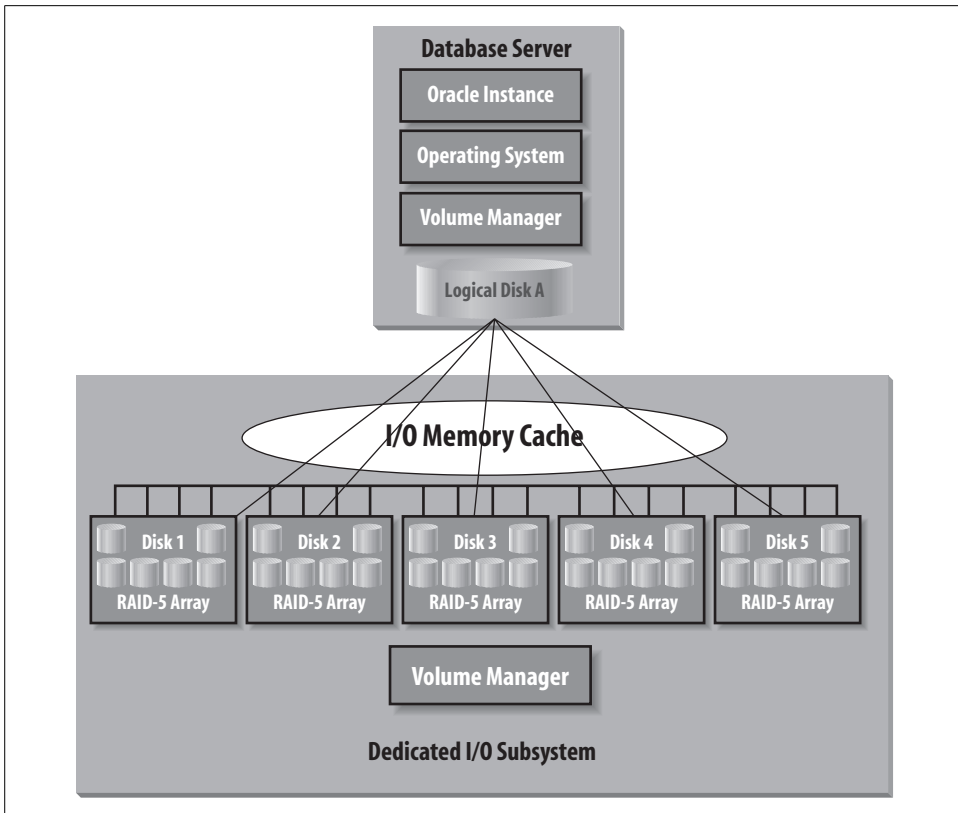 Database Server
Oracle Instance
Operating System
Volume Manager
Logical Disk A
I/O Memory Cache
Disk 1
Disk 2
Disk 3
Disk 4
Disk 5
RAID-5 Array
RAID-5 Array
RAID-5 Array
RAID-5 Array
RAID-5 Array
Volume Manager
Dedicated I/O Subsystem